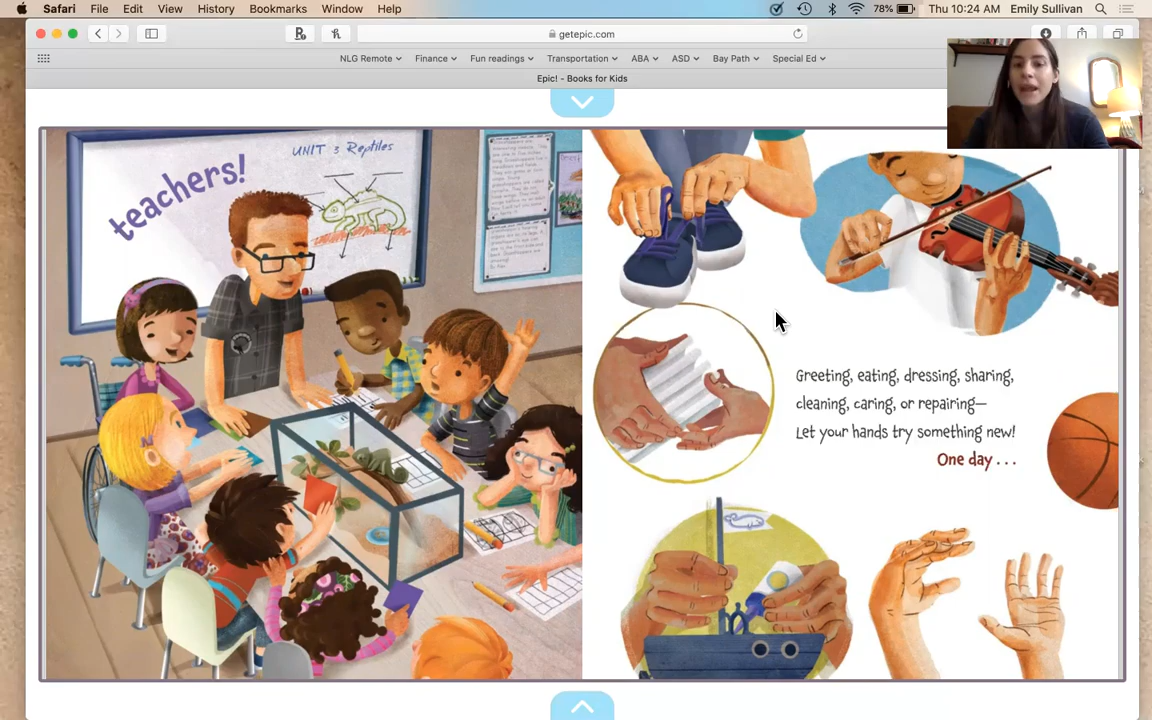 Safari File Edit View History Bookmarks Window Help 78% Thu 10:24 AM Emily Sullivan
getepic.com
NLG Remote Finance Fun readings Transportation ABA ASD Bay Path Special Ed
Epic! - Books for Kids
teachers!
UNIT 3 Reptiles
Greeting, eating, dressing, sharing,
cleaning, caring, or repairing—
Let your hands try something new!
One day . . .